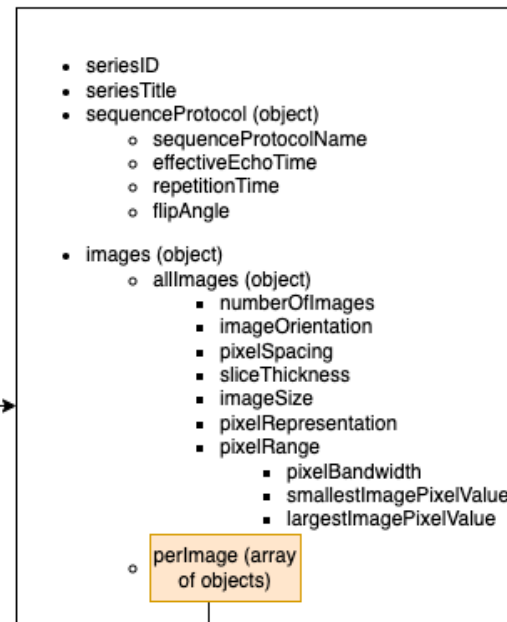 seriesID
seriesTitle
sequenceProtocol (object)
sequenceProtocolName
effectiveEchoTime
repetitionTime
flipAngle
images (object)
allImages (object)
numberOfImages
imageOrientation
pixelSpacing
sliceThickness
imageSize
pixelRepresentation
pixelRange
pixelBandwidth
smallestImagePixelValue
largestImagePixelValue
perImage (array
of objects)